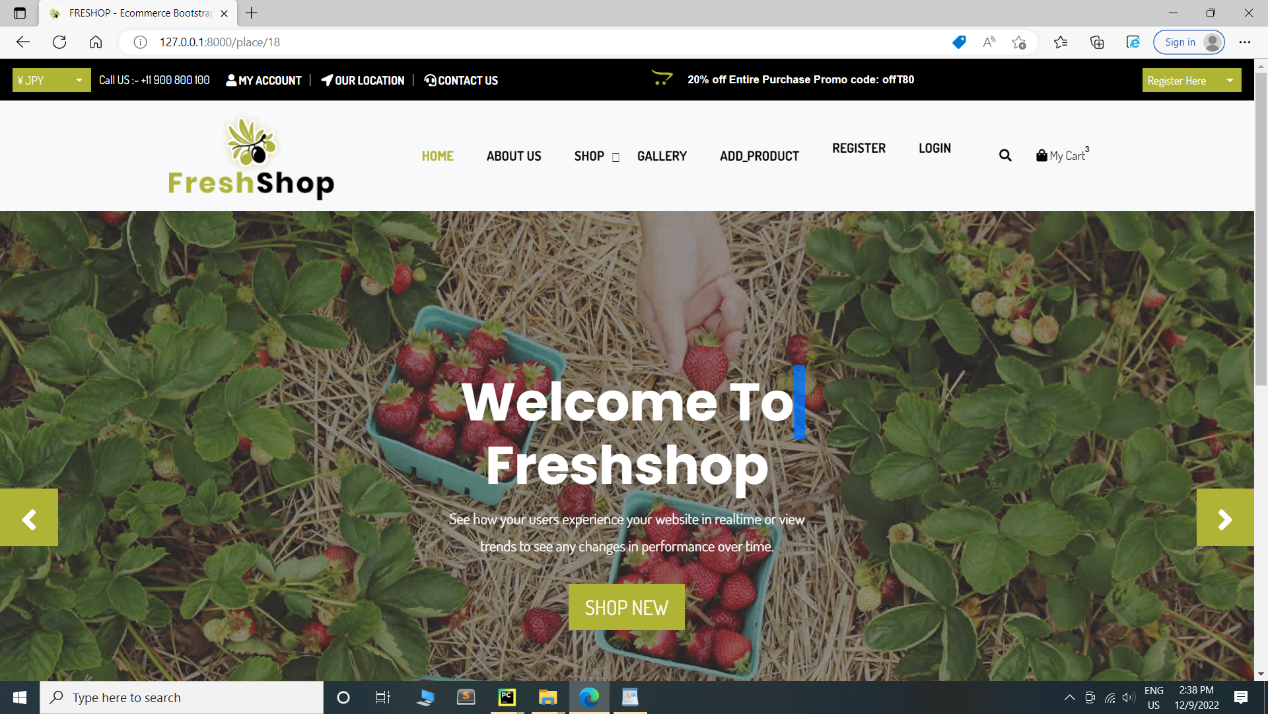 FRESHOP - Ecommerce Bootstrap
127.0.0.1:8000/place/18
Sign in
¥ JPY
Call US :- +11 900 800 100
MY ACCOUNT
OUR LOCATION
CONTACT US
20% off Entire Purchase Promo code: offT80
Register Here
FreshShop
HOME
ABOUT US
SHOP
GALLERY
ADD_PRODUCT
REGISTER
LOGIN
My Cart 3
Welcome To
Freshshop
See how your users experience your website in realtime or view
trends to see any changes in performance over time.
SHOP NEW
Type here to search
S
PC
ENG
US
2:38 PM
12/9/2022